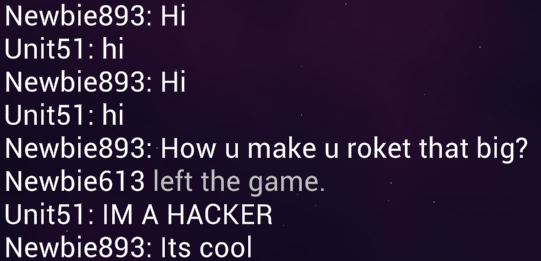 Newbie893: Hi
Unit51: hi
Newbie893: Hi
Unit51: hi
Newbie893: How u make u roket that big?
Newbie613 left the game.
Unit51: IM A HACKER
Newbie893: Its cool